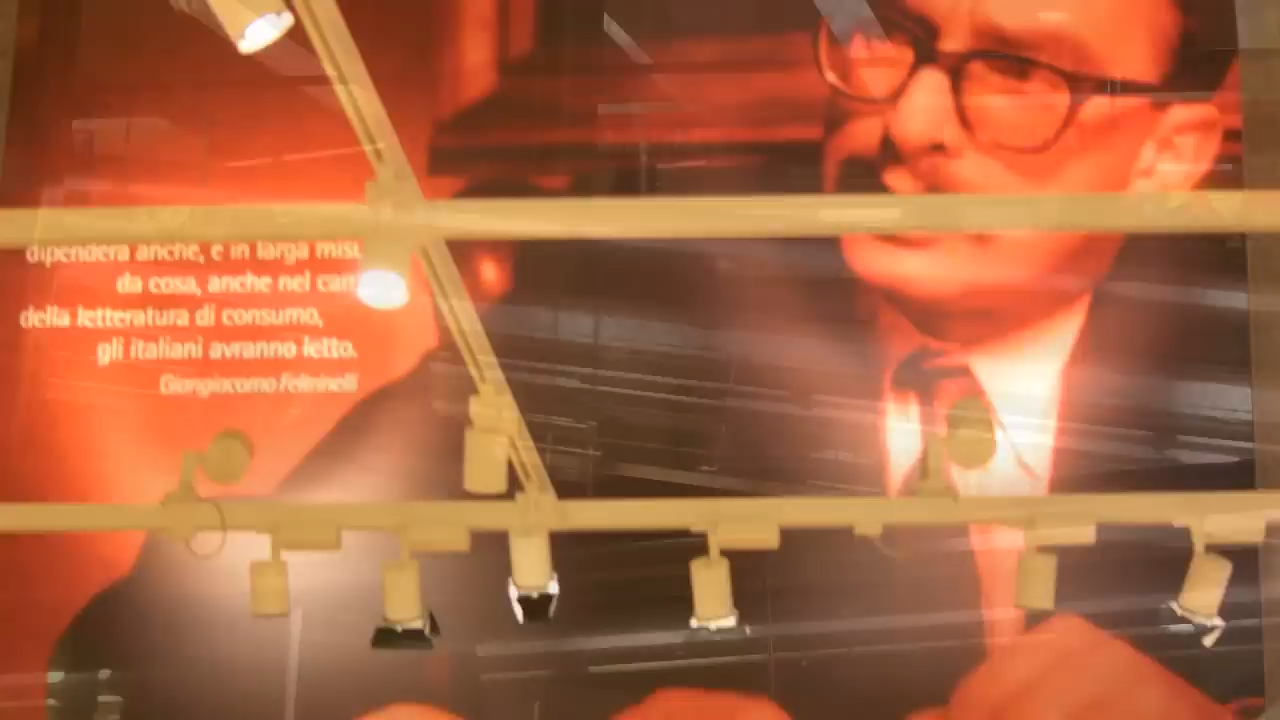 dipenderà anche, e in larga mis
da cosa, anche nel cam
della letteratura di consumo,
gli italiani avranno letto.
Giangiacomo Feltrinelli